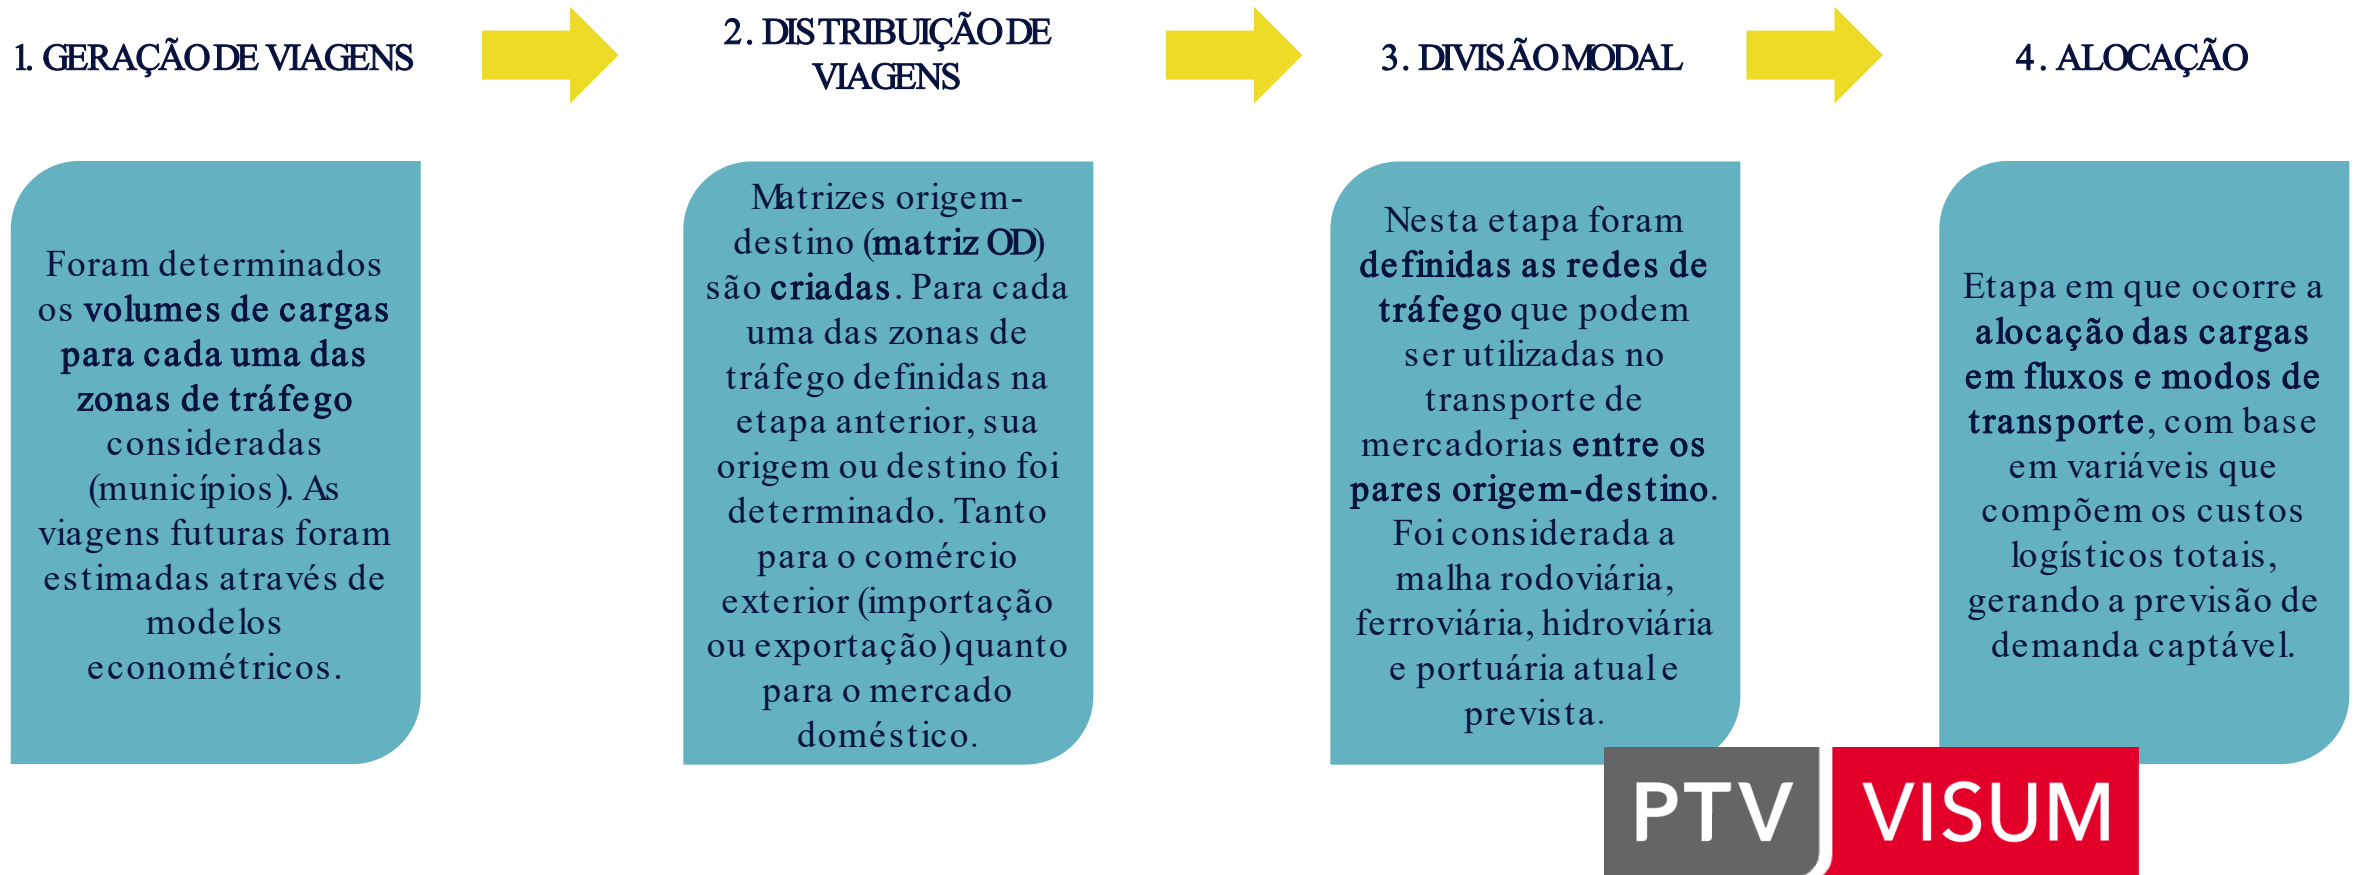 1. GERAÇÃO DE VIAGENS
2. DISTRIBUIÇÃO DE
VIAGENS
3. DIVISÃO MODAL
4. ALOCAÇÃO
Foram determinados
os volumes de cargas
para cada uma das
zonas de tráfego
consideradas
(municípios). As
viagens futuras foram
estimadas através de
modelos
econométricos.
Matrizes origem-
destino (matriz OD)
são criadas. Para cada
uma das zonas de
tráfego definidas na
etapa anterior, sua
origem ou destino foi
determinado. Tanto
para o comércio
exterior (importação
ou exportação) quanto
para o mercado
doméstico.
Nesta etapa foram
definidas as redes de
tráfego que podem
ser utilizadas no
transporte de
mercadorias entre os
pares origem-destino.
Foi considerada a
malha rodoviária,
ferroviária, hidroviária
e portuária atual e
prevista.
Etapa em que ocorre a
alocação das cargas
em fluxos e modos de
transporte, com base
em variáveis que
compõem os custos
logísticos totais,
gerando a previsão de
demanda captável.
PTV VISUM